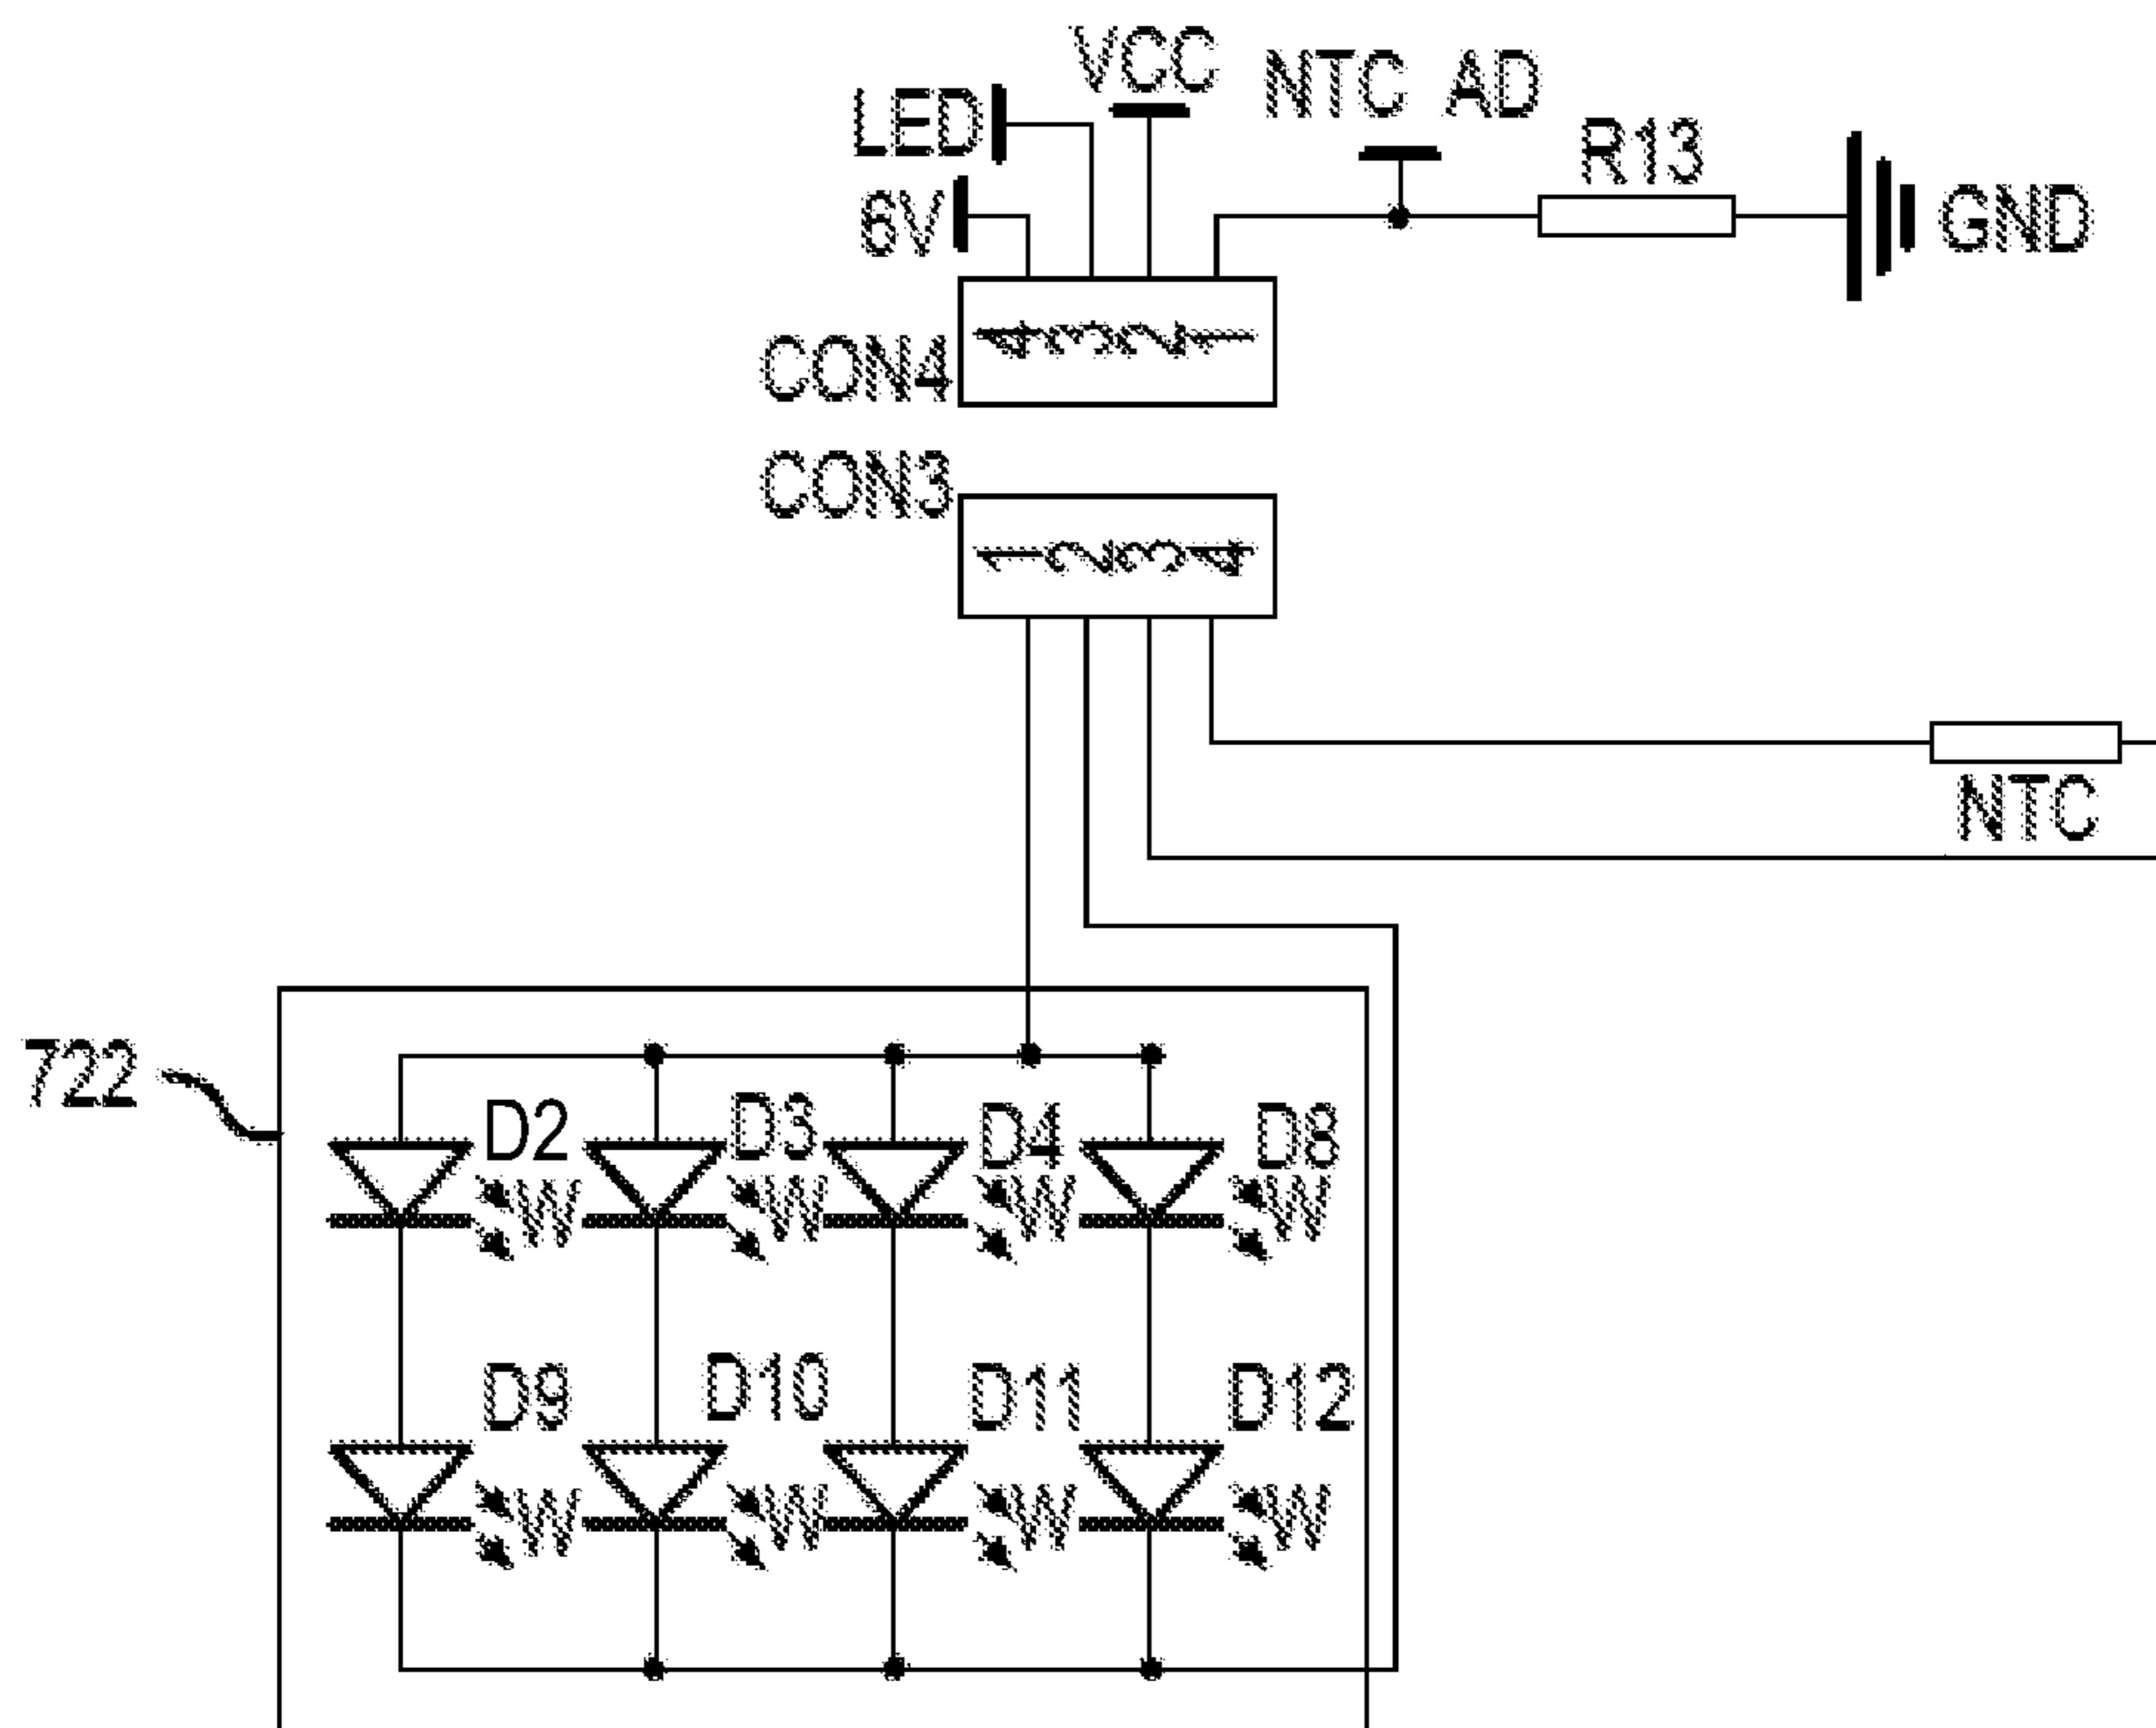 VCC
LED
NTC AD
6V
R13
GND
CON4
4 3 2 1
CON3
1 2 3 4
NTC
722
D2
D3
D4
D8
W
W
W
W
D9
D10
D11
D12
W
W
W
W